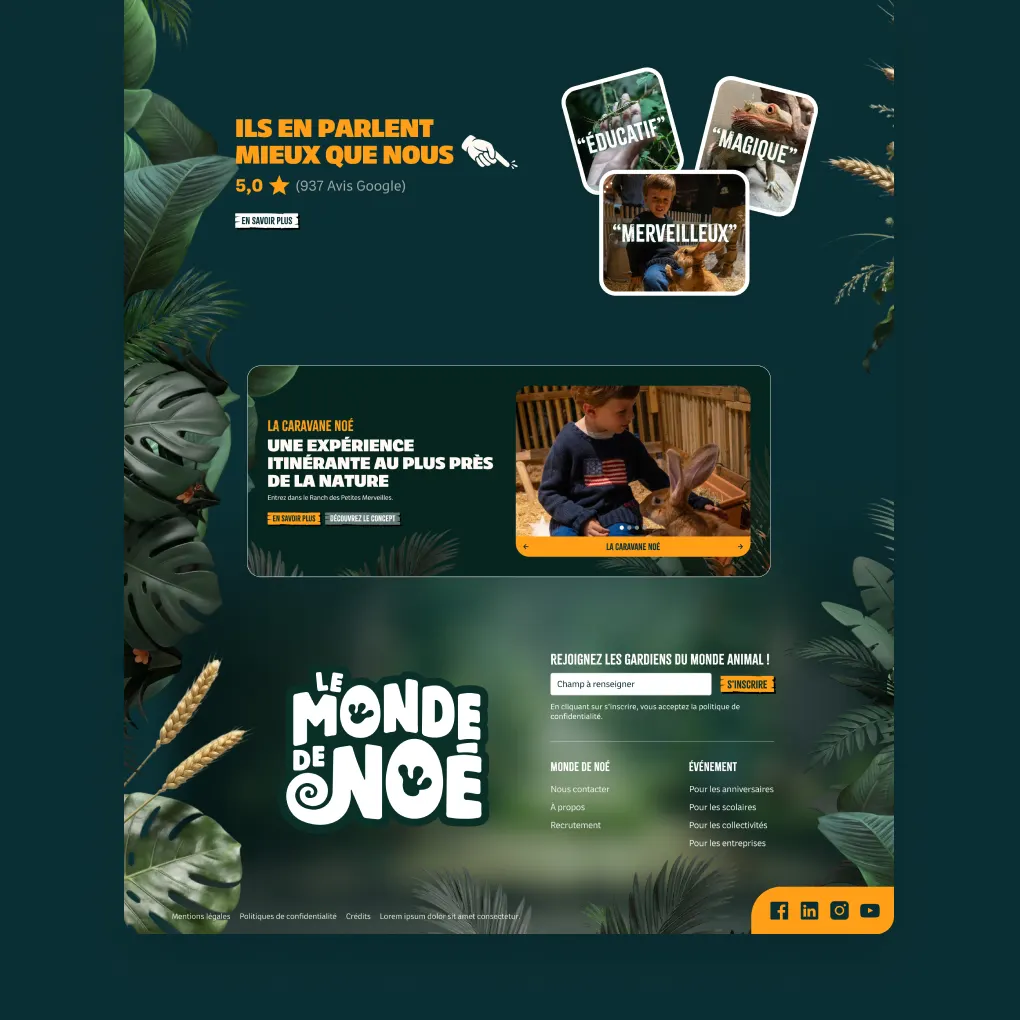 ILS EN PARLENT
MIEUX QUE NOUS
5,0 (937 Avis Google)
EN SAVOIR PLUS
“ÉDUCATIF”
“MAGIQUE”
“MERVEILLEUX”
LA CARAVANE NOÉ
UNE EXPÉRIENCE
ITINÉRANTE AU PLUS PRÈS
DE LA NATURE
Entrez dans le Ranch des Petites Merveilles.
EN SAVOIR PLUS
DÉCOUVREZ LE CONCEPT
LA CARAVANE NOÉ
LE
MONDE
DE
NOÉ
REJOIGNEZ LES GARDIENS DU MONDE ANIMAL !
Champ à renseigner
S'INSCRIRE
En cliquant sur s'inscrire, vous acceptez la politique de
confidentialité.
MONDE DE NOÉ
Nous contacter
À propos
Recrutement
ÉVÉNEMENT
Pour les anniversaires
Pour les scolaires
Pour les collectivités
Pour les entreprises
Mentions légales
Politiques de confidentialité
Crédits
Lorem ipsum dolor sit amet consectetur.